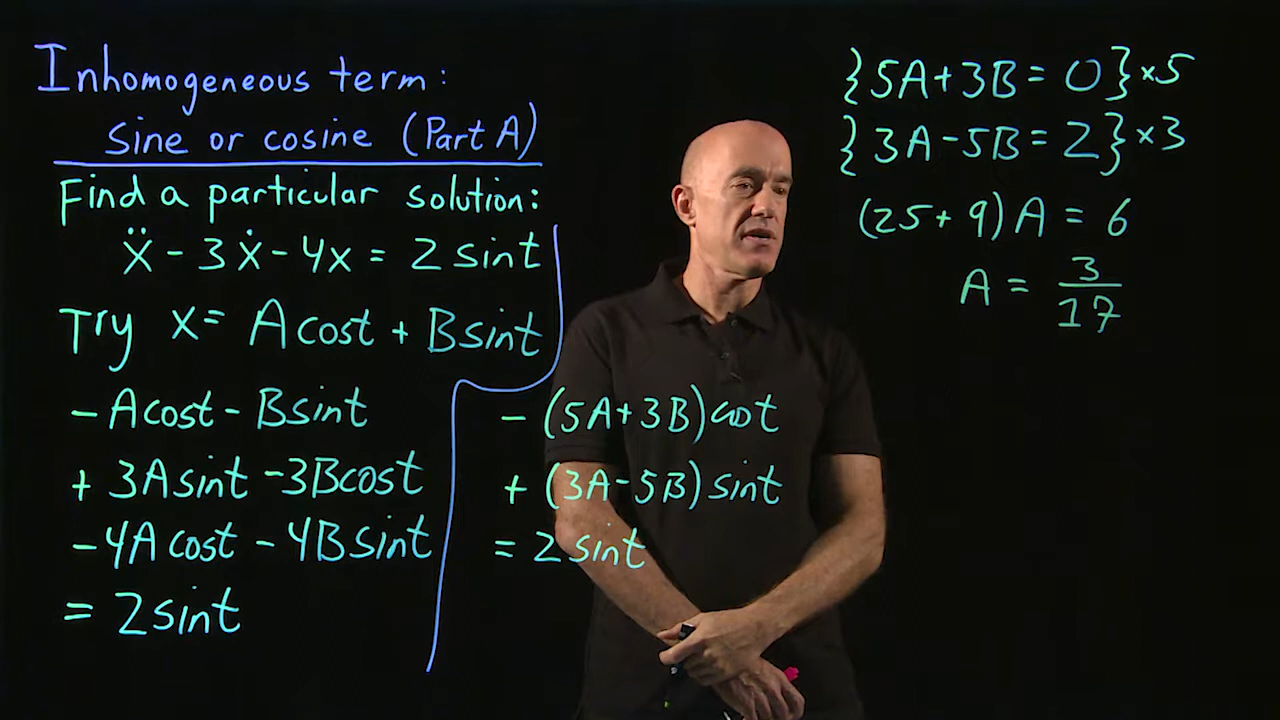 Inhomogeneous term:
sine or cosine (Part A)
Find a particular solution:
ẍ - 3ẋ - 4x = 2 sint
Try x = A cost + B sint
- A cost - B sint
+ 3A sint - 3B cost
- 4A cost - 4B sint
= 2 sint
- (5A + 3B) cost
+ (3A - 5B) sint
= 2 sint
}5A + 3B = 0} ×5
}3A - 5B = 2} ×3
(25 + 9) A = 6
A = 3/17